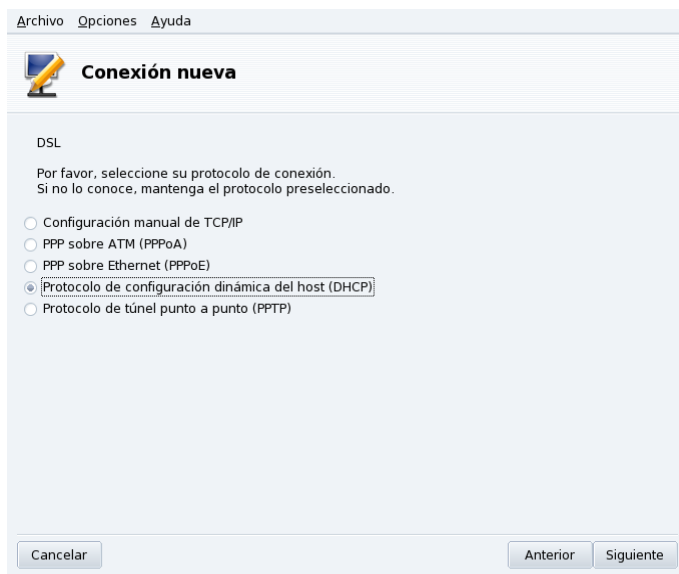 Archivo Opciones Ayuda
Conexión nueva
DSL
Por favor, seleccione su protocolo de conexión.
Si no lo conoce, mantenga el protocolo preseleccionado.
Configuración manual de TCP/IP
PPP sobre ATM (PPPoA)
PPP sobre Ethernet (PPPoE)
Protocolo de configuración dinámica del host (DHCP)
Protocolo de túnel punto a punto (PPTP)
Cancelar Anterior Siguiente